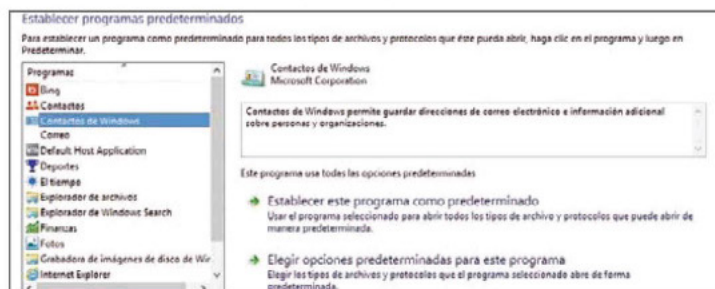 Establecer programas predeterminados
Para establecer un programa como predeterminado para todos los tipos de archivos y protocolos que éste pueda abrir, haga clic en el programa y luego en
Predeterminar.
Programas
Bing
Contactos
Contactos de Windows
Correo
Default Host Application
Deportes
El tiempo
Explorador de archivos
Explorador de Windows Search
Finanzas
Fotos
Grabadora de imágenes de disco de Wir
Internet Explorer
Contactos de Windows
Microsoft Corporation
Contactos de Windows permite guardar direcciones de correo electrónico e información adicional
sobre personas y organizaciones.
Este programa usa todas las opciones predeterminadas
Establecer este programa como predeterminado
Usar el programa seleccionado para abrir todos los tipos de archivo y protocolos que puede abrir de
manera predeterminada.
Elegir opciones predeterminadas para este programa
Elegir los tipos de archivos y protocolos que el programa seleccionado abre de forma
predeterminada.